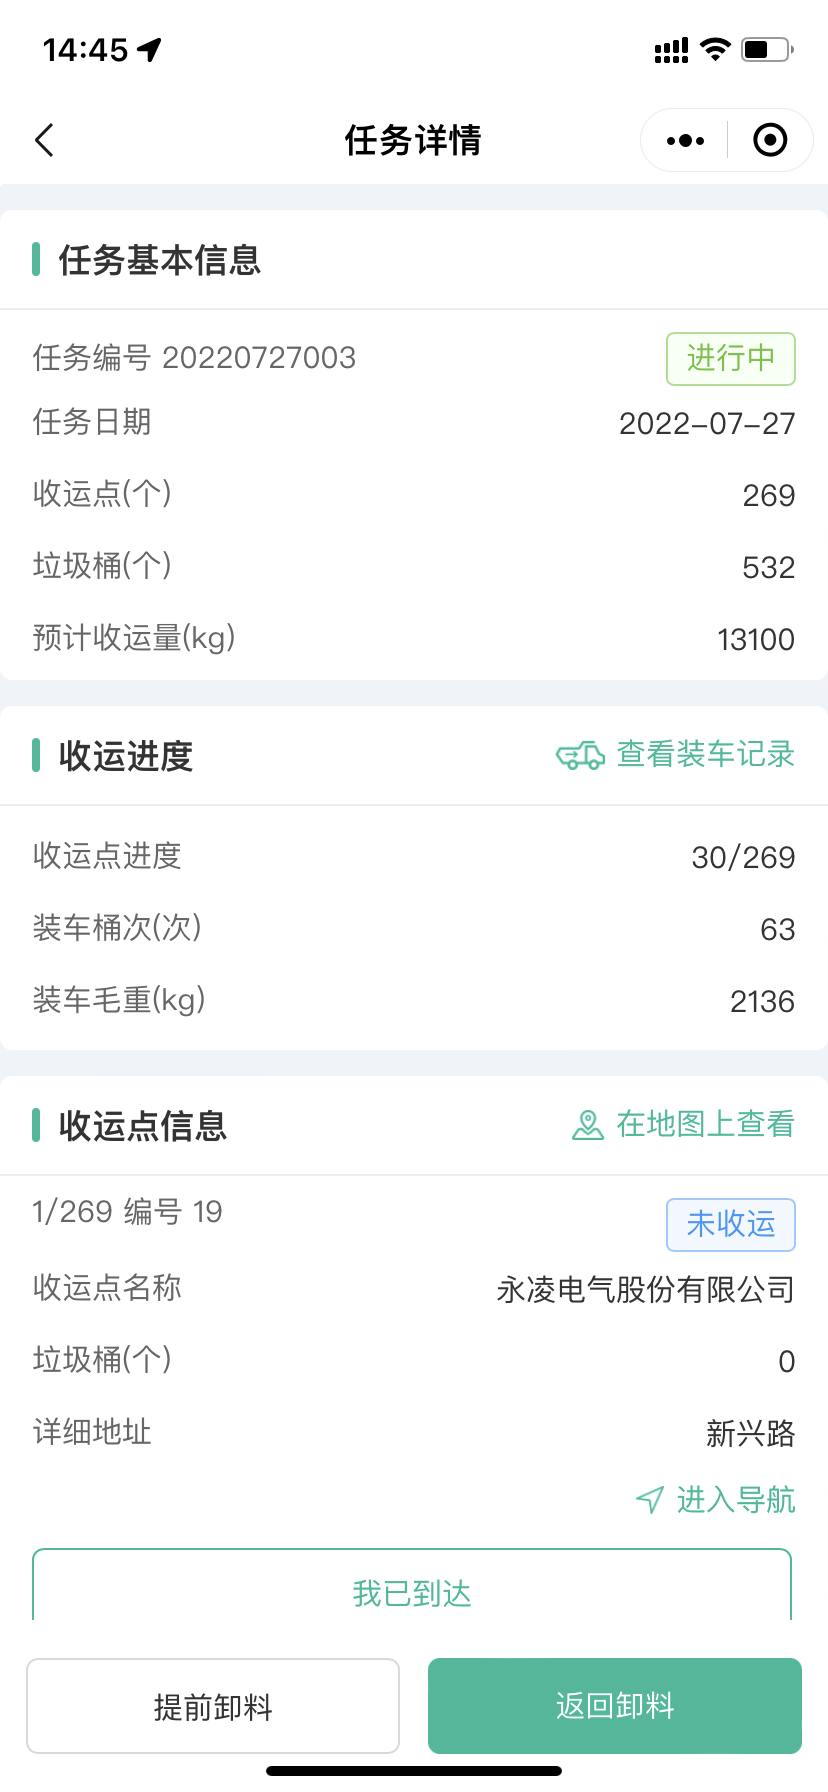 14:45
任务详情
任务基本信息
任务编号 20220727003 进行中
任务日期 2022-07-27
收运点(个) 269
垃圾桶(个) 532
预计收运量(kg) 13100
收运进度 查看装车记录
收运点进度 30/269
装车桶次(次) 63
装车毛重(kg) 2136
收运点信息 在地图上查看
1/269 编号 19 未收运
收运点名称 永凌电气股份有限公司
垃圾桶(个) 0
详细地址 新兴路
进入导航
我已到达
提前卸料 返回卸料